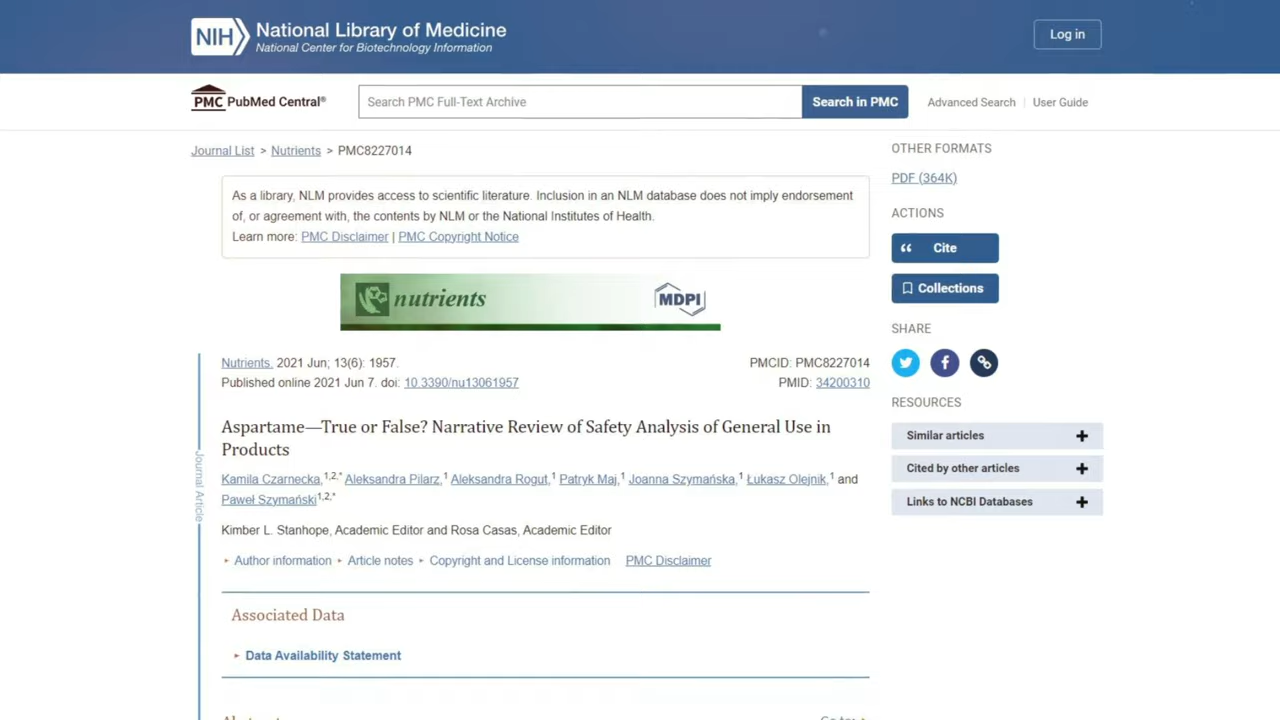 NIH National Library of Medicine
National Center for Biotechnology Information
Log in
PMC PubMed Central®
Search PMC Full-Text Archive
Search in PMC
Advanced Search | User Guide
Journal List > Nutrients > PMC8227014
As a library, NLM provides access to scientific literature. Inclusion in an NLM database does not imply endorsement
of, or agreement with, the contents by NLM or the National Institutes of Health.
Learn more: PMC Disclaimer | PMC Copyright Notice
nutrients
MDPI
Journal Article
Nutrients. 2021 Jun; 13(6): 1957.
PMCID: PMC8227014
Published online 2021 Jun 7. doi: 10.3390/nu13061957
PMID: 34200310
Aspartame—True or False? Narrative Review of Safety Analysis of General Use in
Products
Kamila Czarnecka,1,2,* Aleksandra Pilarz,1 Aleksandra Rogut,1 Patryk Maj,1 Joanna Szymańska,1 Łukasz Olejnik,1 and
Paweł Szymański1,2,*
Kimber L. Stanhope, Academic Editor and Rosa Casas, Academic Editor
Author information Article notes Copyright and License information PMC Disclaimer
Associated Data
Data Availability Statement
OTHER FORMATS
PDF (364K)
ACTIONS
Cite
Collections
SHARE
RESOURCES
Similar articles
Cited by other articles
Links to NCBI Databases